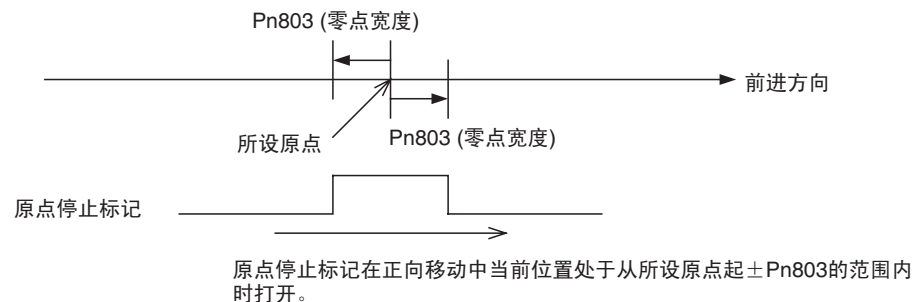 Pn803 (零点宽度)
前进方向
所设原点
Pn803 (零点宽度)
原点停止标记
原点停止标记在正向移动中当前位置处于从所设原点起±Pn803的范围内
时打开。